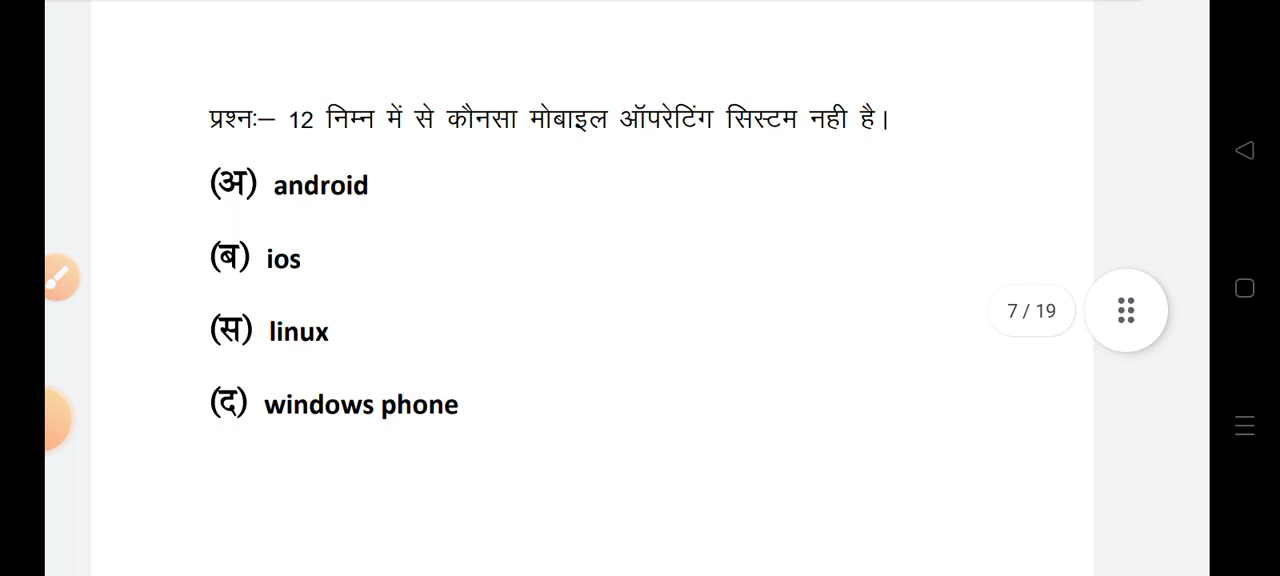 प्रश्नः– 12 निम्न में से कौनसा मोबाइल ऑपरेटिंग सिस्टम नही है।
(अ) android
(ब) ios
(स) linux
(द) windows phone
7 / 19